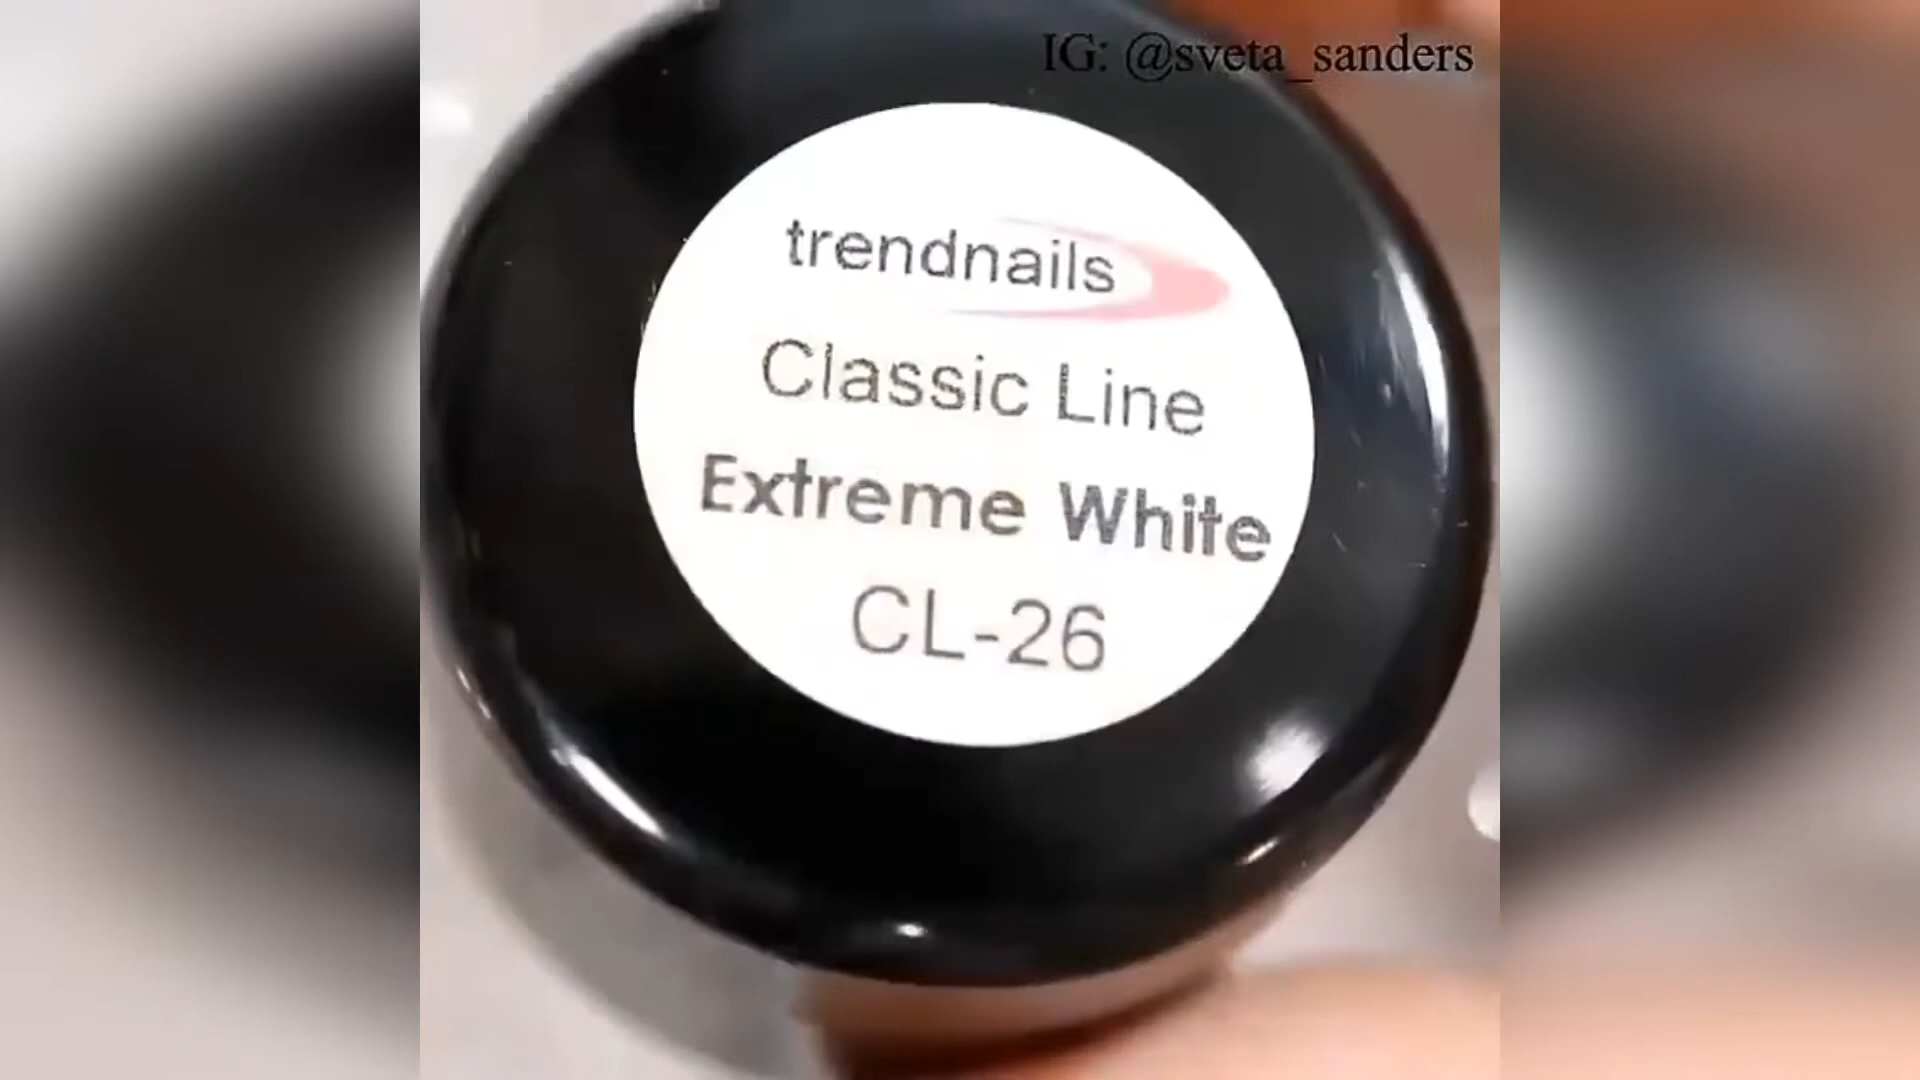 IG: @sveta_sanders
trendnails
Classic Line
Extreme White
CL-26